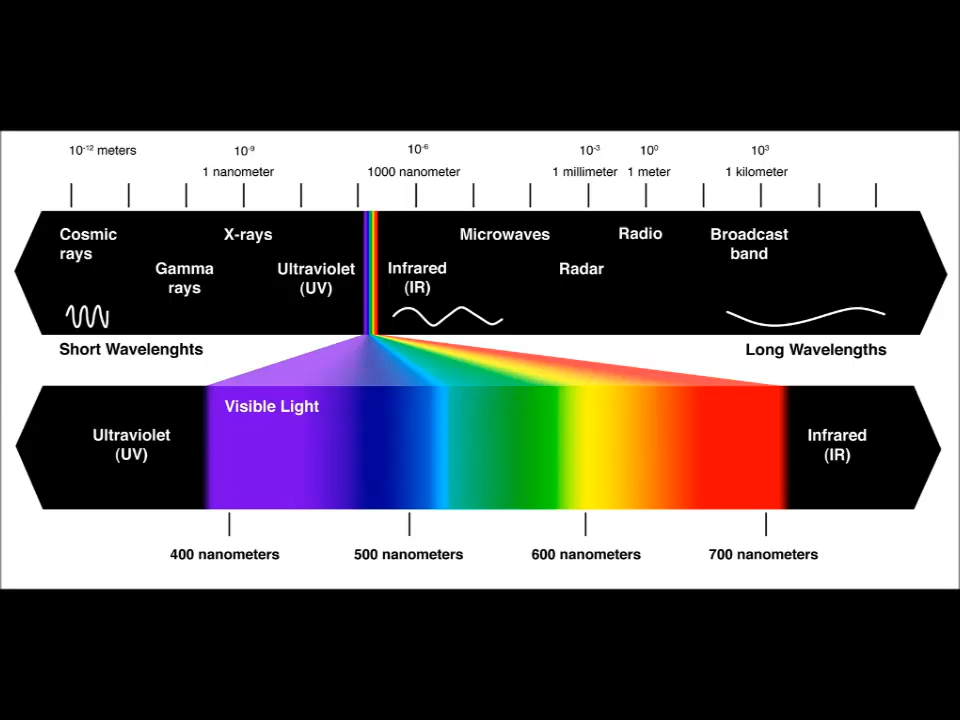 10⁻¹² meters
10⁻⁹
10⁻⁶
10⁻³
10⁰
10³
1 nanometer
1000 nanometer
1 millimeter
1 meter
1 kilometer
Cosmic
rays
X-rays
Microwaves
Radio
Broadcast
band
Gamma
rays
Ultraviolet
(UV)
Infrared
(IR)
Radar
Short Wavelenghts
Long Wavelengths
Visible Light
Ultraviolet
(UV)
Infrared
(IR)
400 nanometers
500 nanometers
600 nanometers
700 nanometers